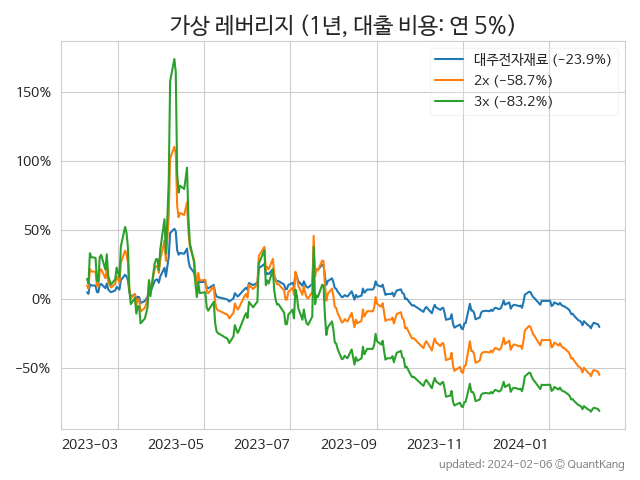 가상 레버리지 (1년, 대출 비용: 연 5%)
대주전자재료 (−23.9%)
2x (−58.7%)
3x (−83.2%)
150%
100%
50%
0%
−50%
2023-03 2023-05 2023-07 2023-09 2023-11 2024-01
updated: 2024-02-06 © QuantKang